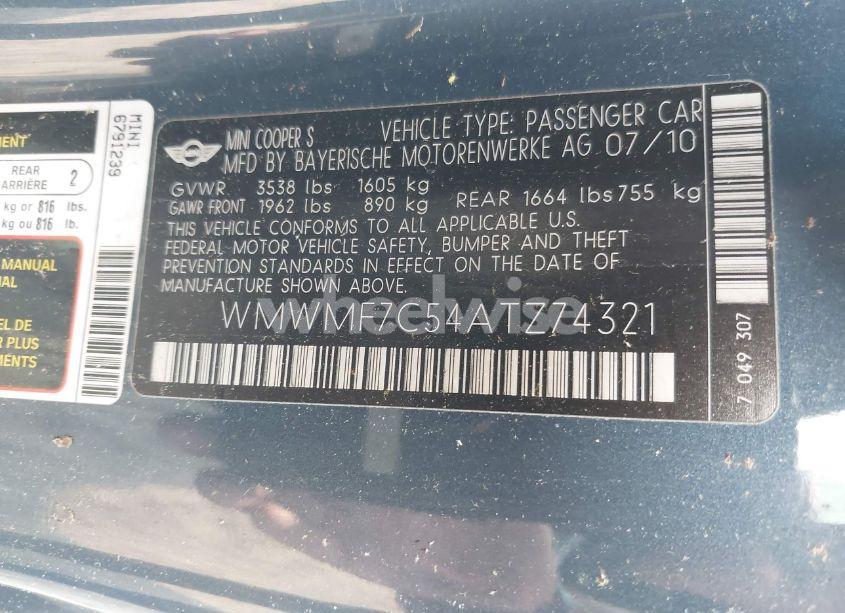 MENT
REAR
ARRIÈRE
2
kg or 816 lbs.
kg ou 816 lb.
MANUAL
EL DE
PLUS
MENTS
MINI
6791239
MINI COOPER S VEHICLE TYPE: PASSENGER CAR
MFD BY BAYERISCHE MOTORENWERKE AG 07/10
GVWR. 3538 lbs 1605 kg
GAWR FRONT 1962 lbs 890 kg REAR 1664 lbs 755 kg
THIS VEHICLE CONFORMS TO ALL APPLICABLE U.S.
FEDERAL MOTOR VEHICLE SAFETY, BUMPER AND THEFT
PREVENTION STANDARDS IN EFFECT ON THE DATE OF
MANUFACTURE SHOWN ABOVE.
WMWMF7C54ATZ74321
wheelwise
7 049 307